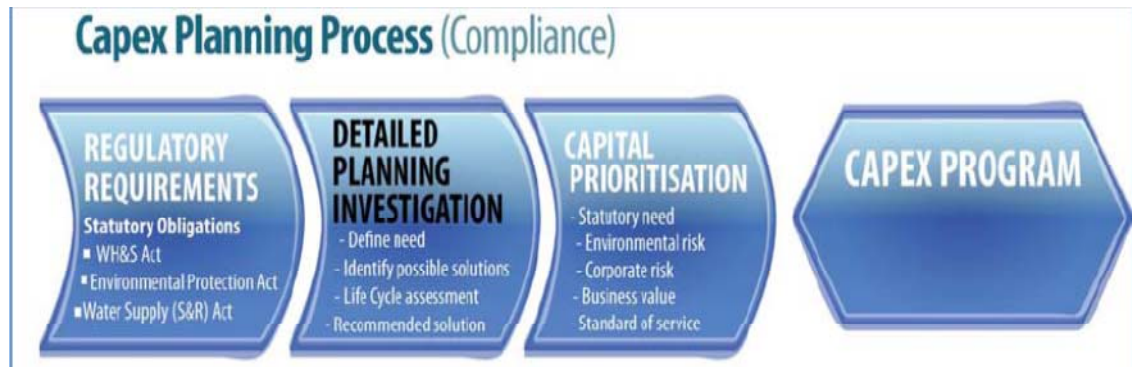 Capex Planning Process (Compliance)
REGULATORY
REQUIREMENTS
Statutory Obligations
▪ WH&S Act
▪ Environmental Protection Act
▪ Water Supply (S&R) Act
DETAILED
PLANNING
INVESTIGATION
- Define need
- Identify possible solutions
- Life Cycle assessment
- Recommended solution
CAPITAL
PRIORITISATION
- Statutory need
- Environmental risk
- Corporate risk
- Business value
Standard of service
CAPEX PROGRAM